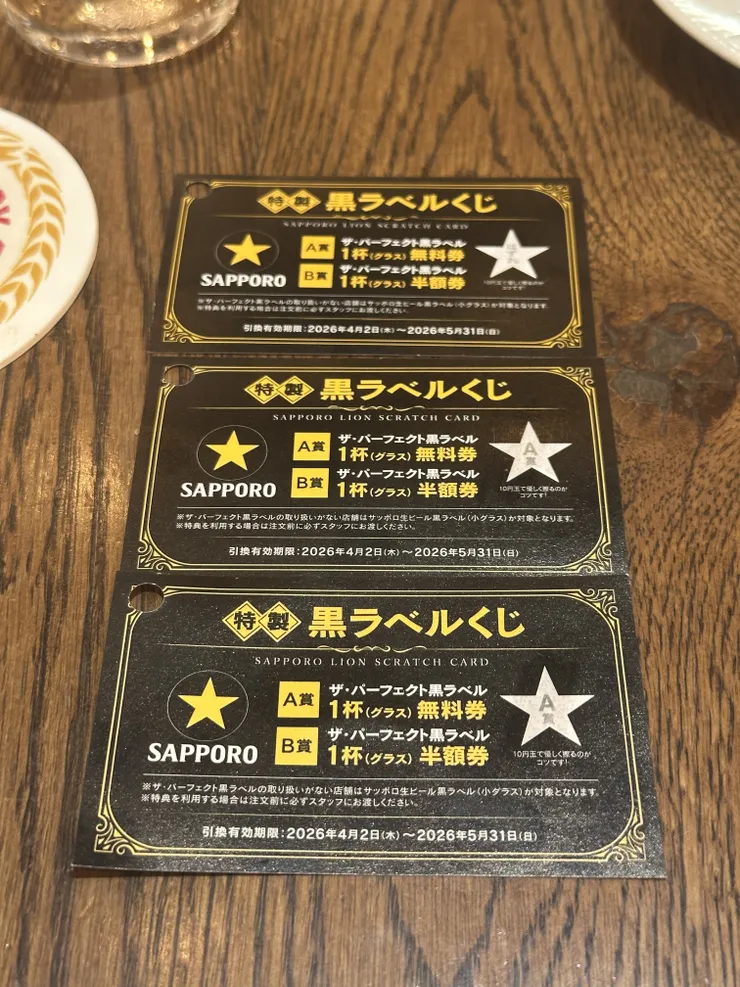 特製 黒ラベルくじ
SAPPORO LION SCRATCH CARD
SAPPORO
A賞 ザ・パーフェクト黒ラベル
1杯(グラス) 無料券
B賞 ザ・パーフェクト黒ラベル
1杯(グラス) 半額券
はずれ
10円玉で優しく擦るのが
コツです!
※ザ・パーフェクト黒ラベルの取り扱いがない店舗はサッポロ生ビール黒ラベル(小グラス)が対象となります。
※特典を利用する場合は注文前に必ずスタッフにお渡しください。
引換有効期限:2026年4月2日(木)~2026年5月31日(日)
特製 黒ラベルくじ
SAPPORO LION SCRATCH CARD
SAPPORO
A賞 ザ・パーフェクト黒ラベル
1杯(グラス) 無料券
B賞 ザ・パーフェクト黒ラベル
1杯(グラス) 半額券
A賞
10円玉で優しく擦るのが
コツです!
※ザ・パーフェクト黒ラベルの取り扱いがない店舗はサッポロ生ビール黒ラベル(小グラス)が対象となります。
※特典を利用する場合は注文前に必ずスタッフにお渡しください。
引換有効期限:2026年4月2日(木)~2026年5月31日(日)
特製 黒ラベルくじ
SAPPORO LION SCRATCH CARD
SAPPORO
A賞 ザ・パーフェクト黒ラベル
1杯(グラス) 無料券
B賞 ザ・パーフェクト黒ラベル
1杯(グラス) 半額券
A賞
10円玉で優しく擦るのが
コツです!
※ザ・パーフェクト黒ラベルの取り扱いがない店舗はサッポロ生ビール黒ラベル(小グラス)が対象となります。
※特典を利用する場合は注文前に必ずスタッフにお渡しください。
引換有効期限:2026年4月2日(木)~2026年5月31日(日)